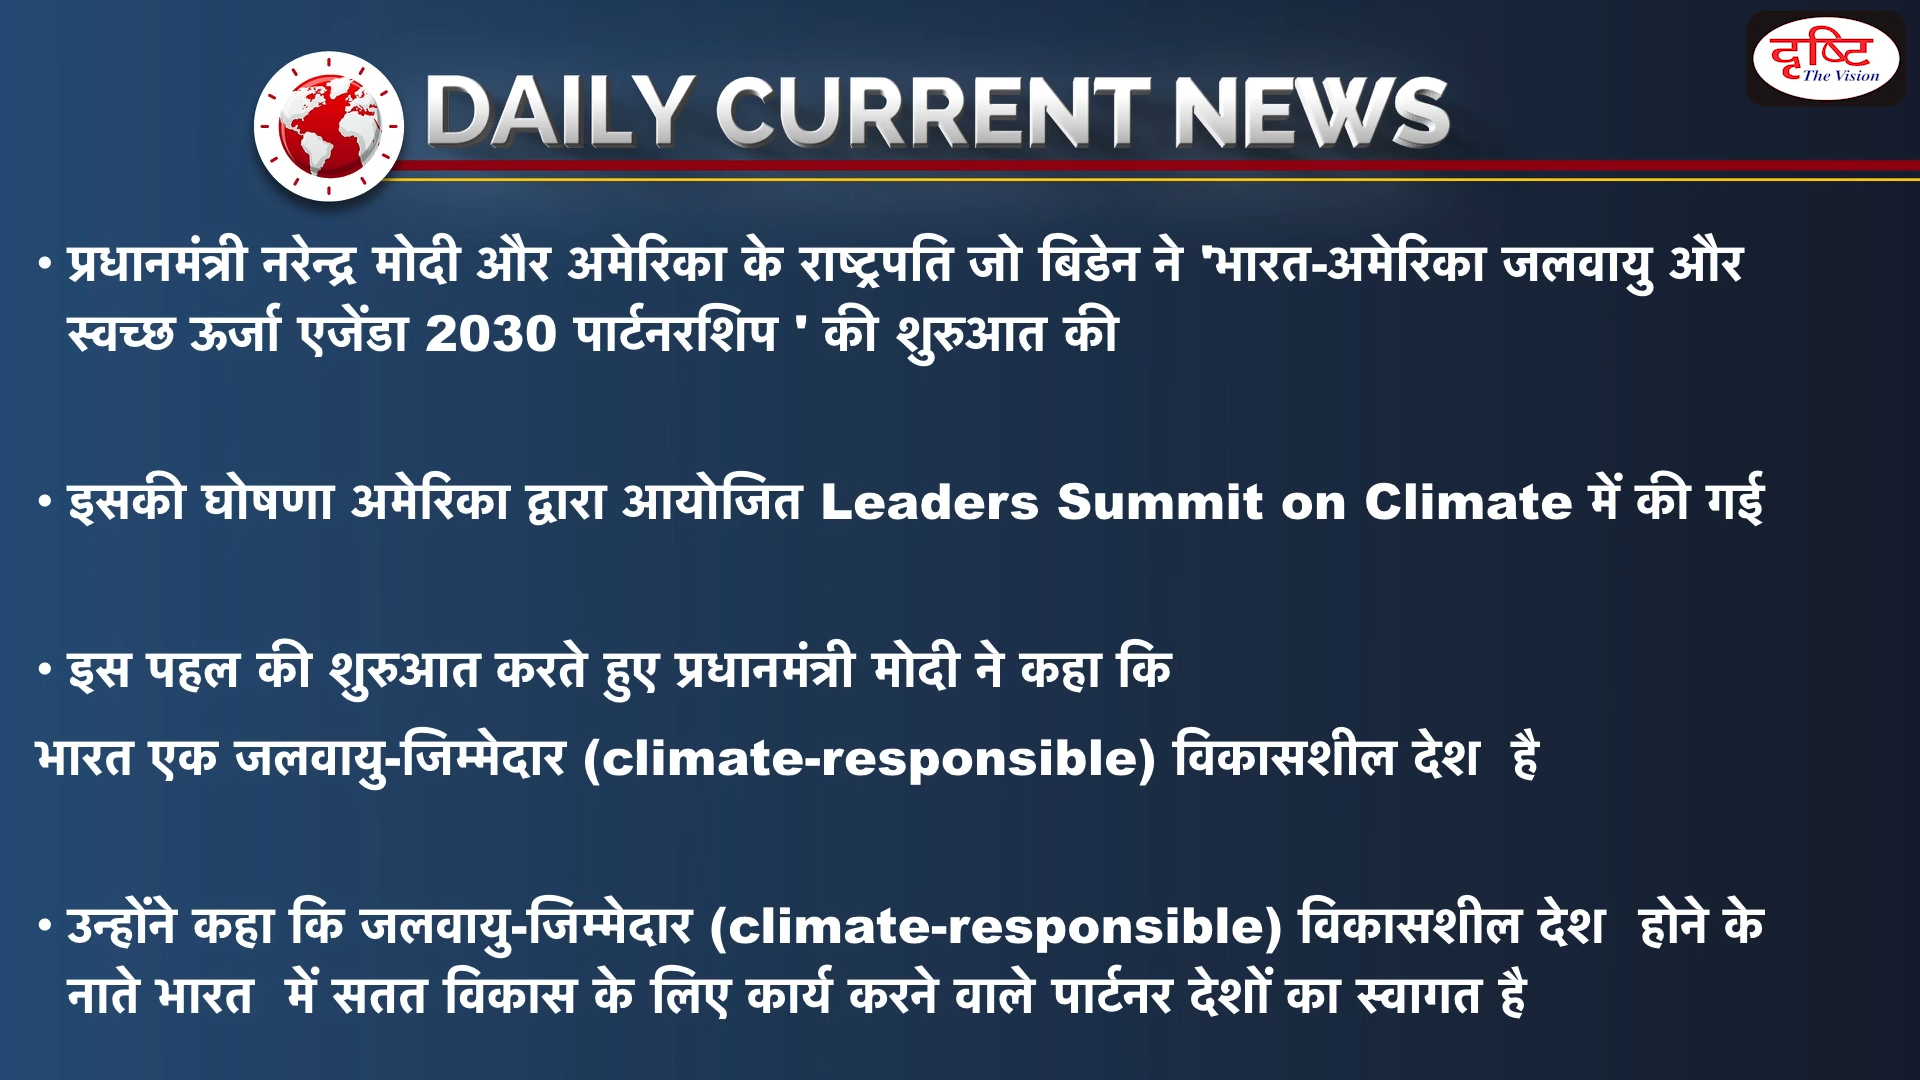 दृष्टि
The Vision
DAILY CURRENT NEWS
• प्रधानमंत्री नरेन्द्र मोदी और अमेरिका के राष्ट्रपति जो बिडेन ने 'भारत-अमेरिका जलवायु और
स्वच्छ ऊर्जा एजेंडा 2030 पार्टनरशिप ' की शुरुआत की
• इसकी घोषणा अमेरिका द्वारा आयोजित Leaders Summit on Climate में की गई
• इस पहल की शुरुआत करते हुए प्रधानमंत्री मोदी ने कहा कि
भारत एक जलवायु-जिम्मेदार (climate-responsible) विकासशील देश  है
• उन्होंने कहा कि जलवायु-जिम्मेदार (climate-responsible) विकासशील देश  होने के
नाते भारत  में सतत विकास के लिए कार्य करने वाले पार्टनर देशों का स्वागत है